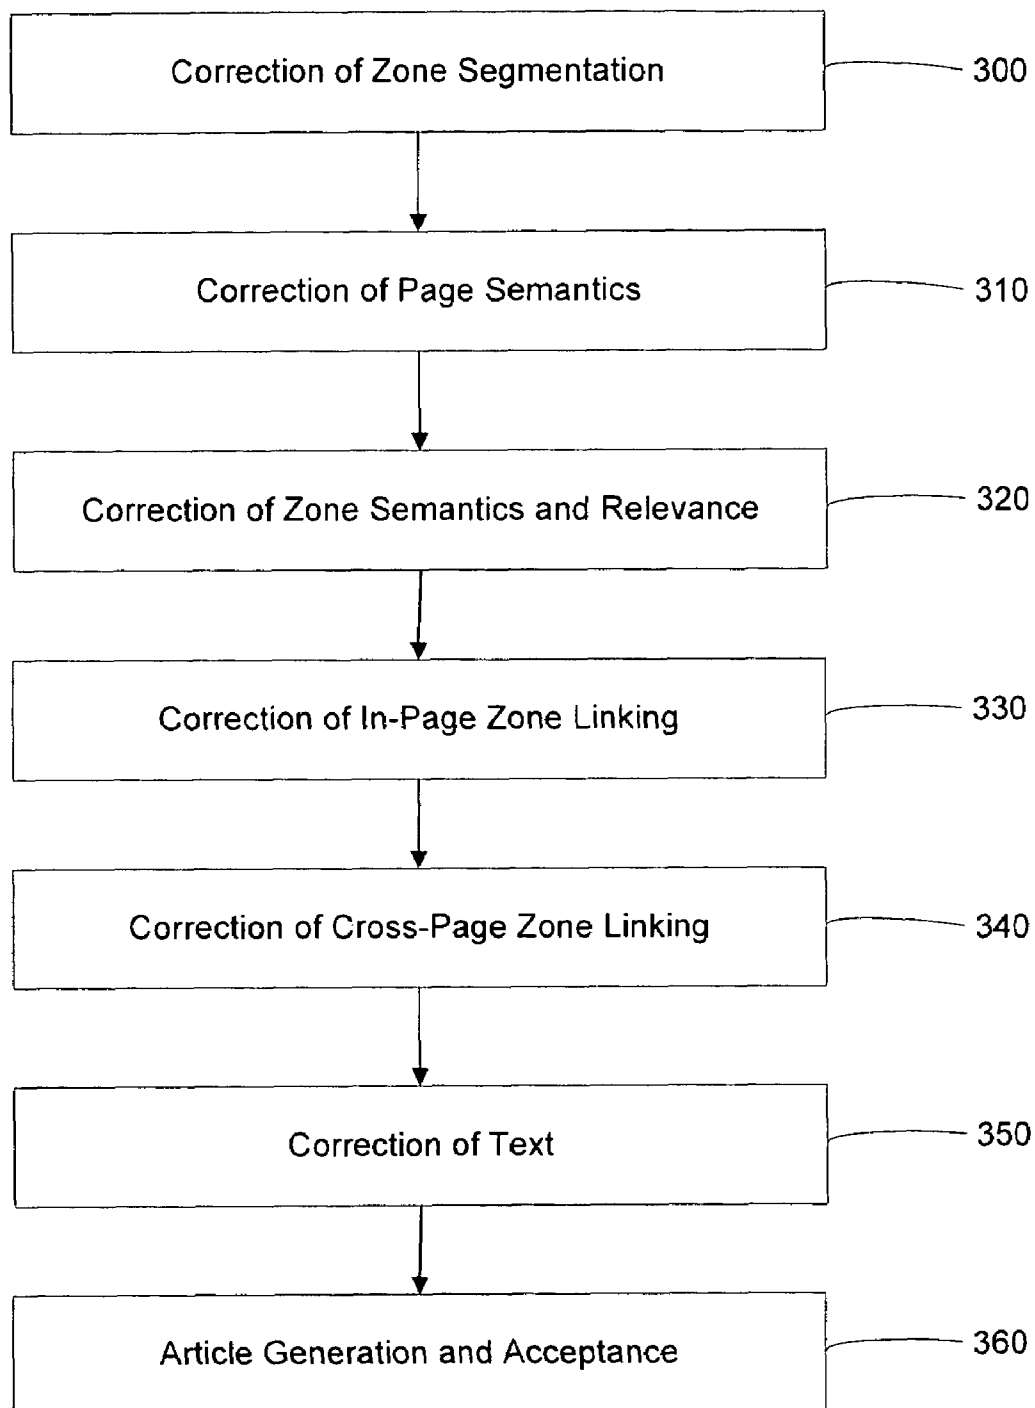 Correction of Zone Segmentation 300
Correction of Page Semantics 310
Correction of Zone Semantics and Relevance 320
Correction of In-Page Zone Linking 330
Correction of Cross-Page Zone Linking 340
Correction of Text 350
Article Generation and Acceptance 360